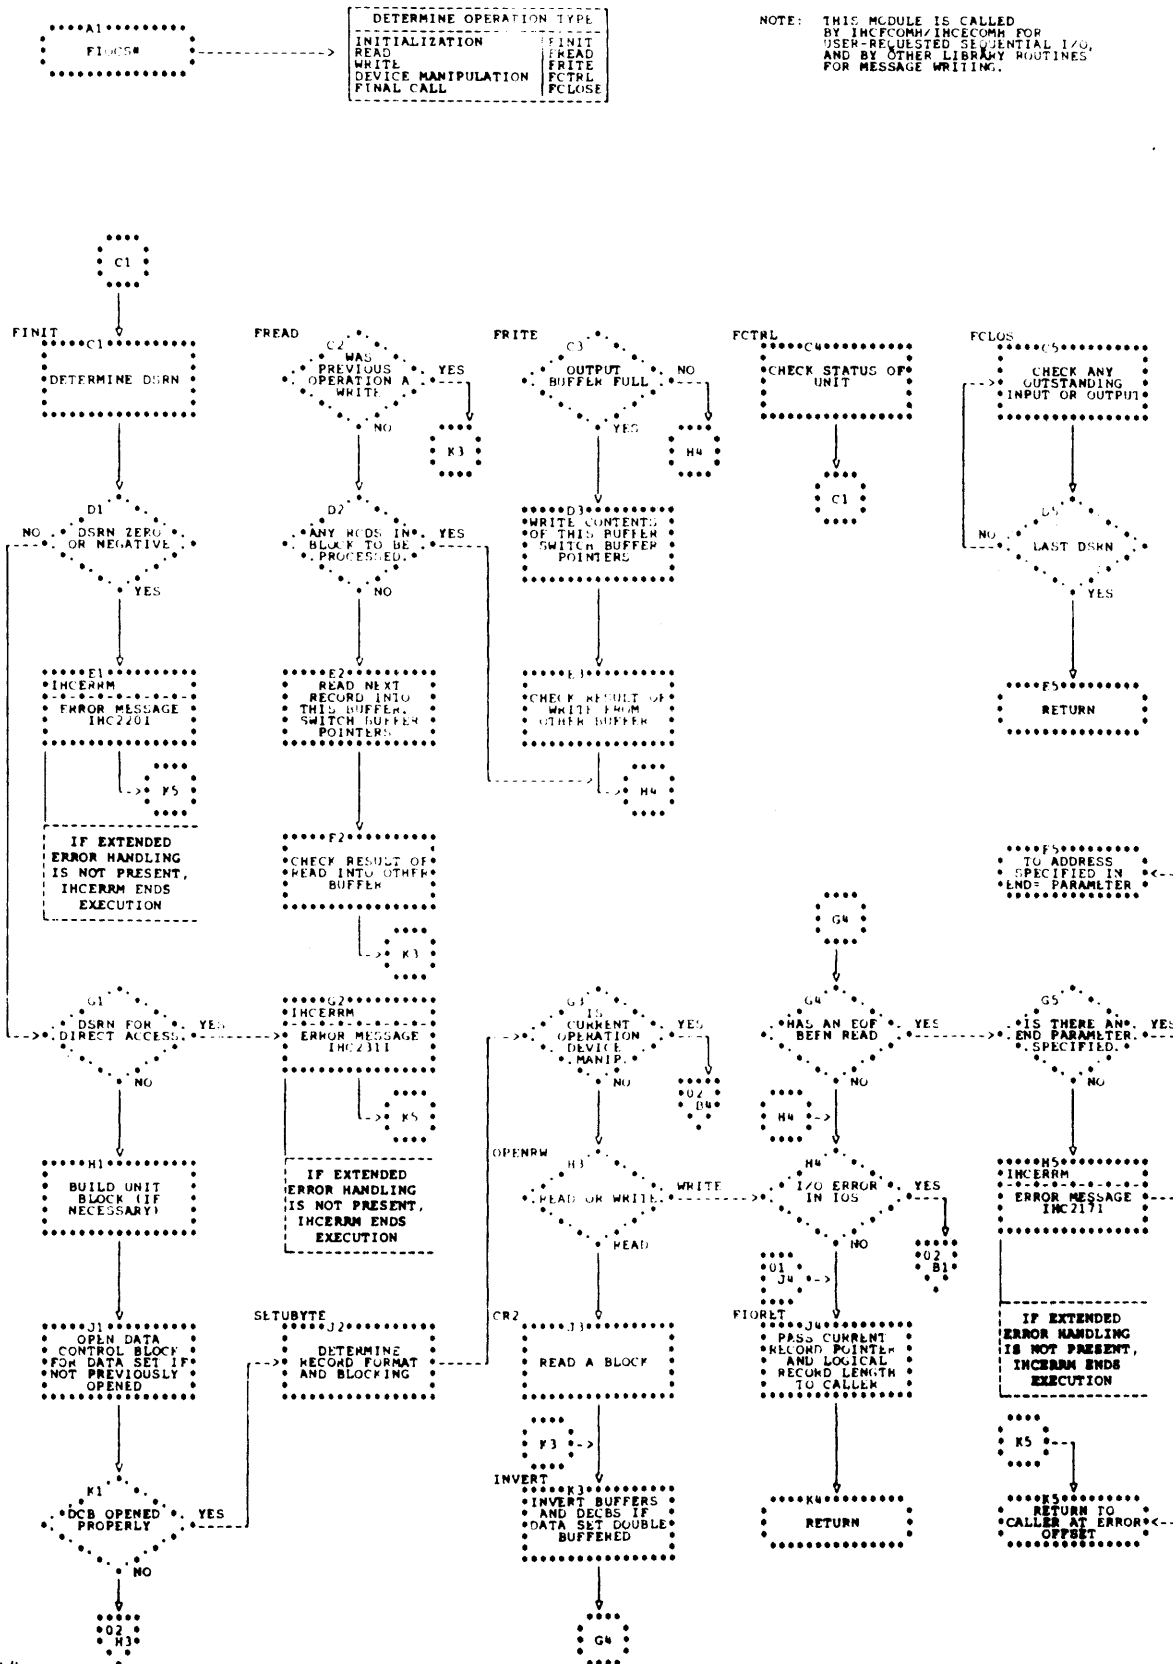 A1
FIOCS#
DETERMINE OPERATION TYPE
INITIALIZATION FINIT
READ FREAD
WRITE FRITE
DEVICE MANIPULATION FCTRL
FINAL CALL FCLOSE
NOTE: THIS MODULE IS CALLED
BY IHCFCOMH/IHCECOMH FOR
USER-REQUESTED SEQUENTIAL I/O,
AND BY OTHER LIBRARY ROUTINES
FOR MESSAGE WRITING.
C1
FINIT
C1
DETERMINE DSRN
D1
DSRN ZERO
OR NEGATIVE
NO
YES
E1
IHCERRM
ERROR MESSAGE
IHC220I
K5
IF EXTENDED
ERROR HANDLING
IS NOT PRESENT,
IHCERRM ENDS
EXECUTION
G1
DSRN FOR
DIRECT ACCESS
YES
NO
H1
BUILD UNIT
BLOCK (IF
NECESSARY)
J1
OPEN DATA
CONTROL BLOCK
FOR DATA SET IF
NOT PREVIOUSLY
OPENED
K1
DCB OPENED
PROPERLY
YES
NO
02
H3
FREAD
C2
WAS
PREVIOUS
OPERATION A
WRITE
YES
K3
NO
D2
ANY RCDS IN
BLOCK TO BE
PROCESSED.
YES
NO
E2
READ NEXT
RECORD INTO
THIS BUFFER.
SWITCH BUFFER
POINTERS
F2
CHECK RESULT OF
READ INTO OTHER
BUFFER
K3
G2
IHCERRM
ERROR MESSAGE
IHC231I
K5
IF EXTENDED
ERROR HANDLING
IS NOT PRESENT,
IHCERRM ENDS
EXECUTION
SETUBYTE
J2
DETERMINE
RECORD FORMAT
AND BLOCKING
FRITE
C3
OUTPUT
BUFFER FULL
NO
H4
YES
D3
WRITE CONTENTS
OF THIS BUFFER
SWITCH BUFFER
POINTERS
E3
CHECK RESULT OF
WRITE FROM
OTHER BUFFER
H4
G3
IS
CURRENT
OPERATION
DEVICE
MANIP.
YES
02
B4
NO
OPENRW
H3
READ OR WRITE
WRITE
READ
CR2
J3
READ A BLOCK
K3
INVERT
K3
INVERT BUFFERS
AND DECBS IF
DATA SET DOUBLE
BUFFERED
G4
FCTRL
C4
CHECK STATUS OF
UNIT
C1
G4
G4
HAS AN EOF
BEEN READ
YES
NO
H4
H4
I/O ERROR
IN IOS
YES
02
B1
NO
01
J4
FIORET
J4
PASS CURRENT
RECORD POINTER
AND LOGICAL
RECORD LENGTH
TO CALLER
K4
RETURN
FCLOS
C5
CHECK ANY
OUTSTANDING
INPUT OR OUTPUT
D5
LAST DSRN
NO
YES
E5
RETURN
F5
TO ADDRESS
SPECIFIED IN
END= PARAMETER
G5
IS THERE AN
END PARAMETER
SPECIFIED.
YES
NO
H5
IHCERRM
ERROR MESSAGE
IHC217I
IF EXTENDED
ERROR HANDLING
IS NOT PRESENT,
IHCERRM ENDS
EXECUTION
K5
K5
RETURN TO
CALLER AT ERROR
OFFSET